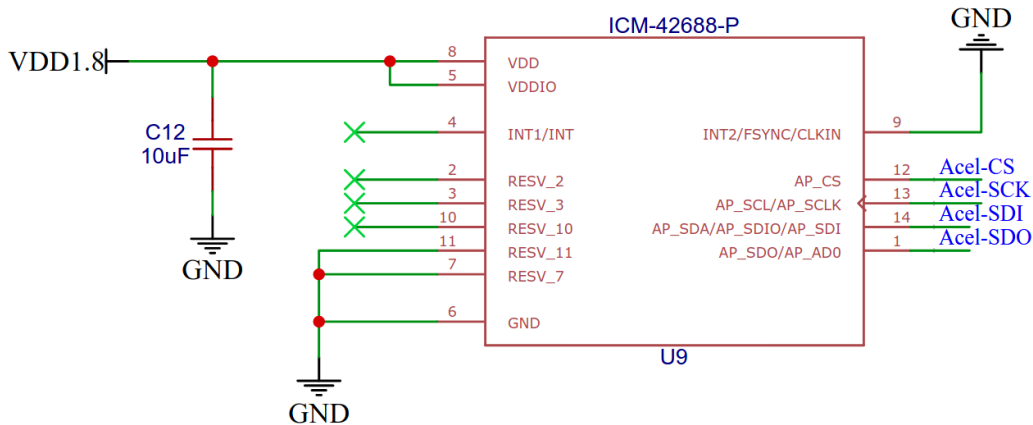 ICM-42688-P
GND
VDD1.8
8
VDD
5
VDDIO
C12
10uF
4
INT1/INT
INT2/FSYNC/CLKIN
9
2
RESV_2
AP_CS
12
Acel-CS
3
RESV_3
AP_SCL/AP_SCLK
13
Acel-SCK
10
RESV_10
AP_SDA/AP_SDIO/AP_SDI
14
Acel-SDI
11
RESV_11
AP_SDO/AP_AD0
1
Acel-SDO
7
RESV_7
GND
6
GND
U9
GND